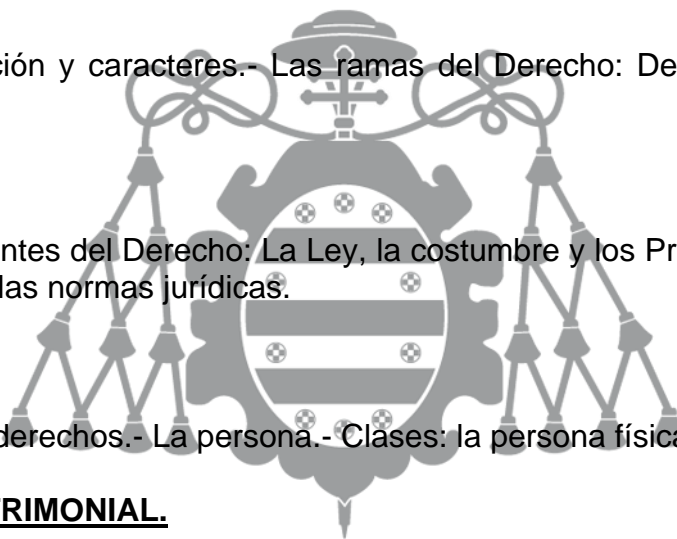 ción y caracteres.- Las ramas del Derecho: De
ntes del Derecho: La Ley, la costumbre y los Pr
las normas jurídicas.
derechos.- La persona.- Clases: la persona física
TRIMONIAL.